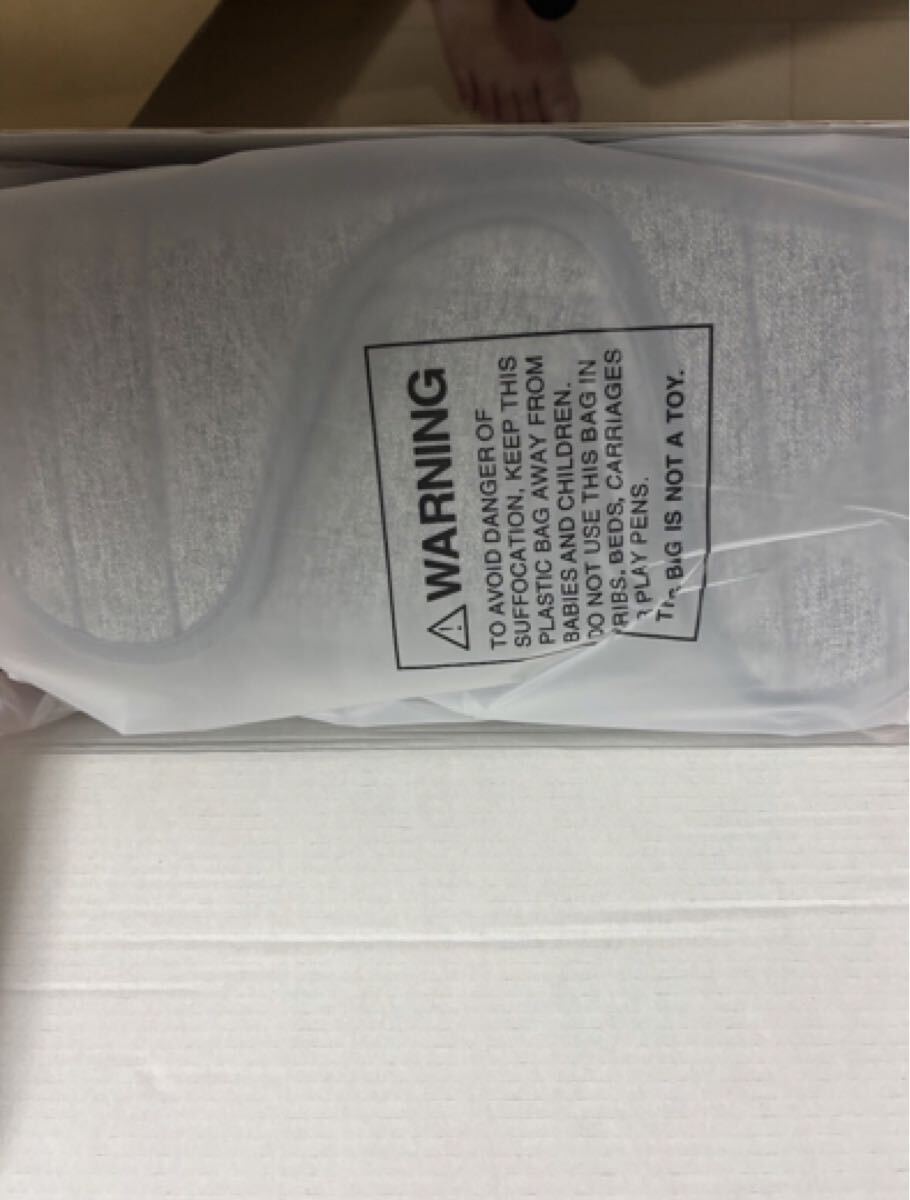 ⚠ WARNING
TO AVOID DANGER OF
SUFFOCATION, KEEP THIS
PLASTIC BAG AWAY FROM
BABIES AND CHILDREN.
DO NOT USE THIS BAG IN
RIBS, BEDS, CARRIAGES
PLAY PENS.
BAG IS NOT A TOY.